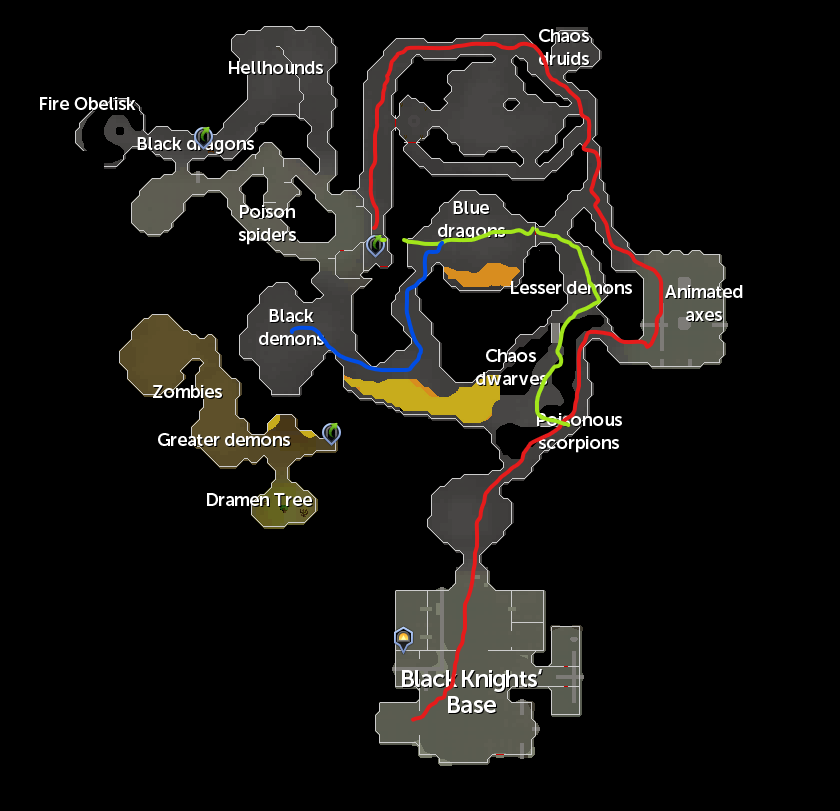 Chaos
druids
Hellhounds
Fire Obelisk
Black dragons
Poison
spiders
Blue
dragons
Lesser demons
Animated
axes
Black
demons
Chaos
dwarves
Zombies
Poisonous
scorpions
Greater demons
Dramen Tree
Black Knights'
Base